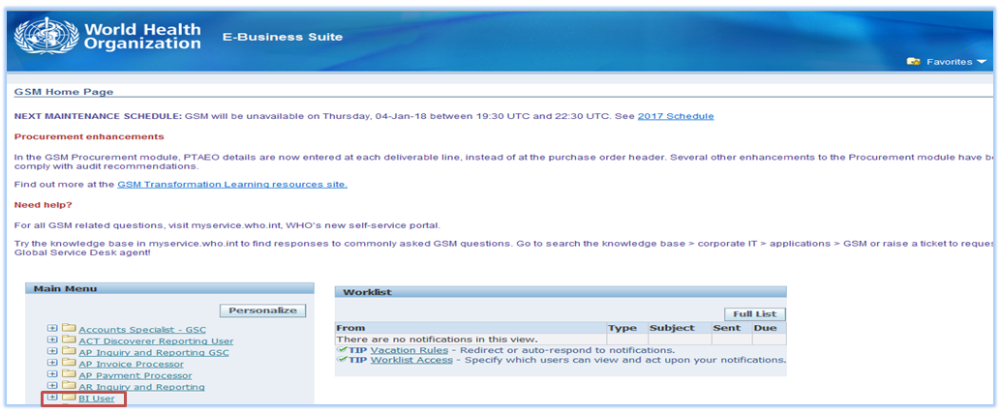 World Health
Organization
E-Business Suite
Favorites
GSM Home Page
NEXT MAINTENANCE SCHEDULE: GSM will be unavailable on Thursday, 04-Jan-18 between 19:30 UTC and 22:30 UTC. See 2017 Schedule
Procurement enhancements
In the GSM Procurement module, PTAEO details are now entered at each deliverable line, instead of at the purchase order header. Several other enhancements to the Procurement module have
comply with audit recommendations.
Find out more at the GSM Transformation Learning resources site.
Need help?
For all GSM related questions, visit myservice.who.int, WHO's new self-service portal.
Try the knowledge base in myservice.who.int to find responses to commonly asked GSM questions. Go to search the knowledge base > corporate IT > applications > GSM or raise a ticket to
Global Service Desk agent!
Main Menu
Personalize
Accounts Specialist - GSC
ACT Discoverer Reporting User
AP Inquiry and Reporting GSC
AP Invoice Processor
AP Payment Processor
AR Inquiry and Reporting
BI User
Worklist
Full List
From Type Subject Sent Due
There are no notifications in this view.
TIP Vacation Rules - Redirect or auto-respond to notifications.
TIP Worklist Access - Specify which users can view and act upon your notifications.